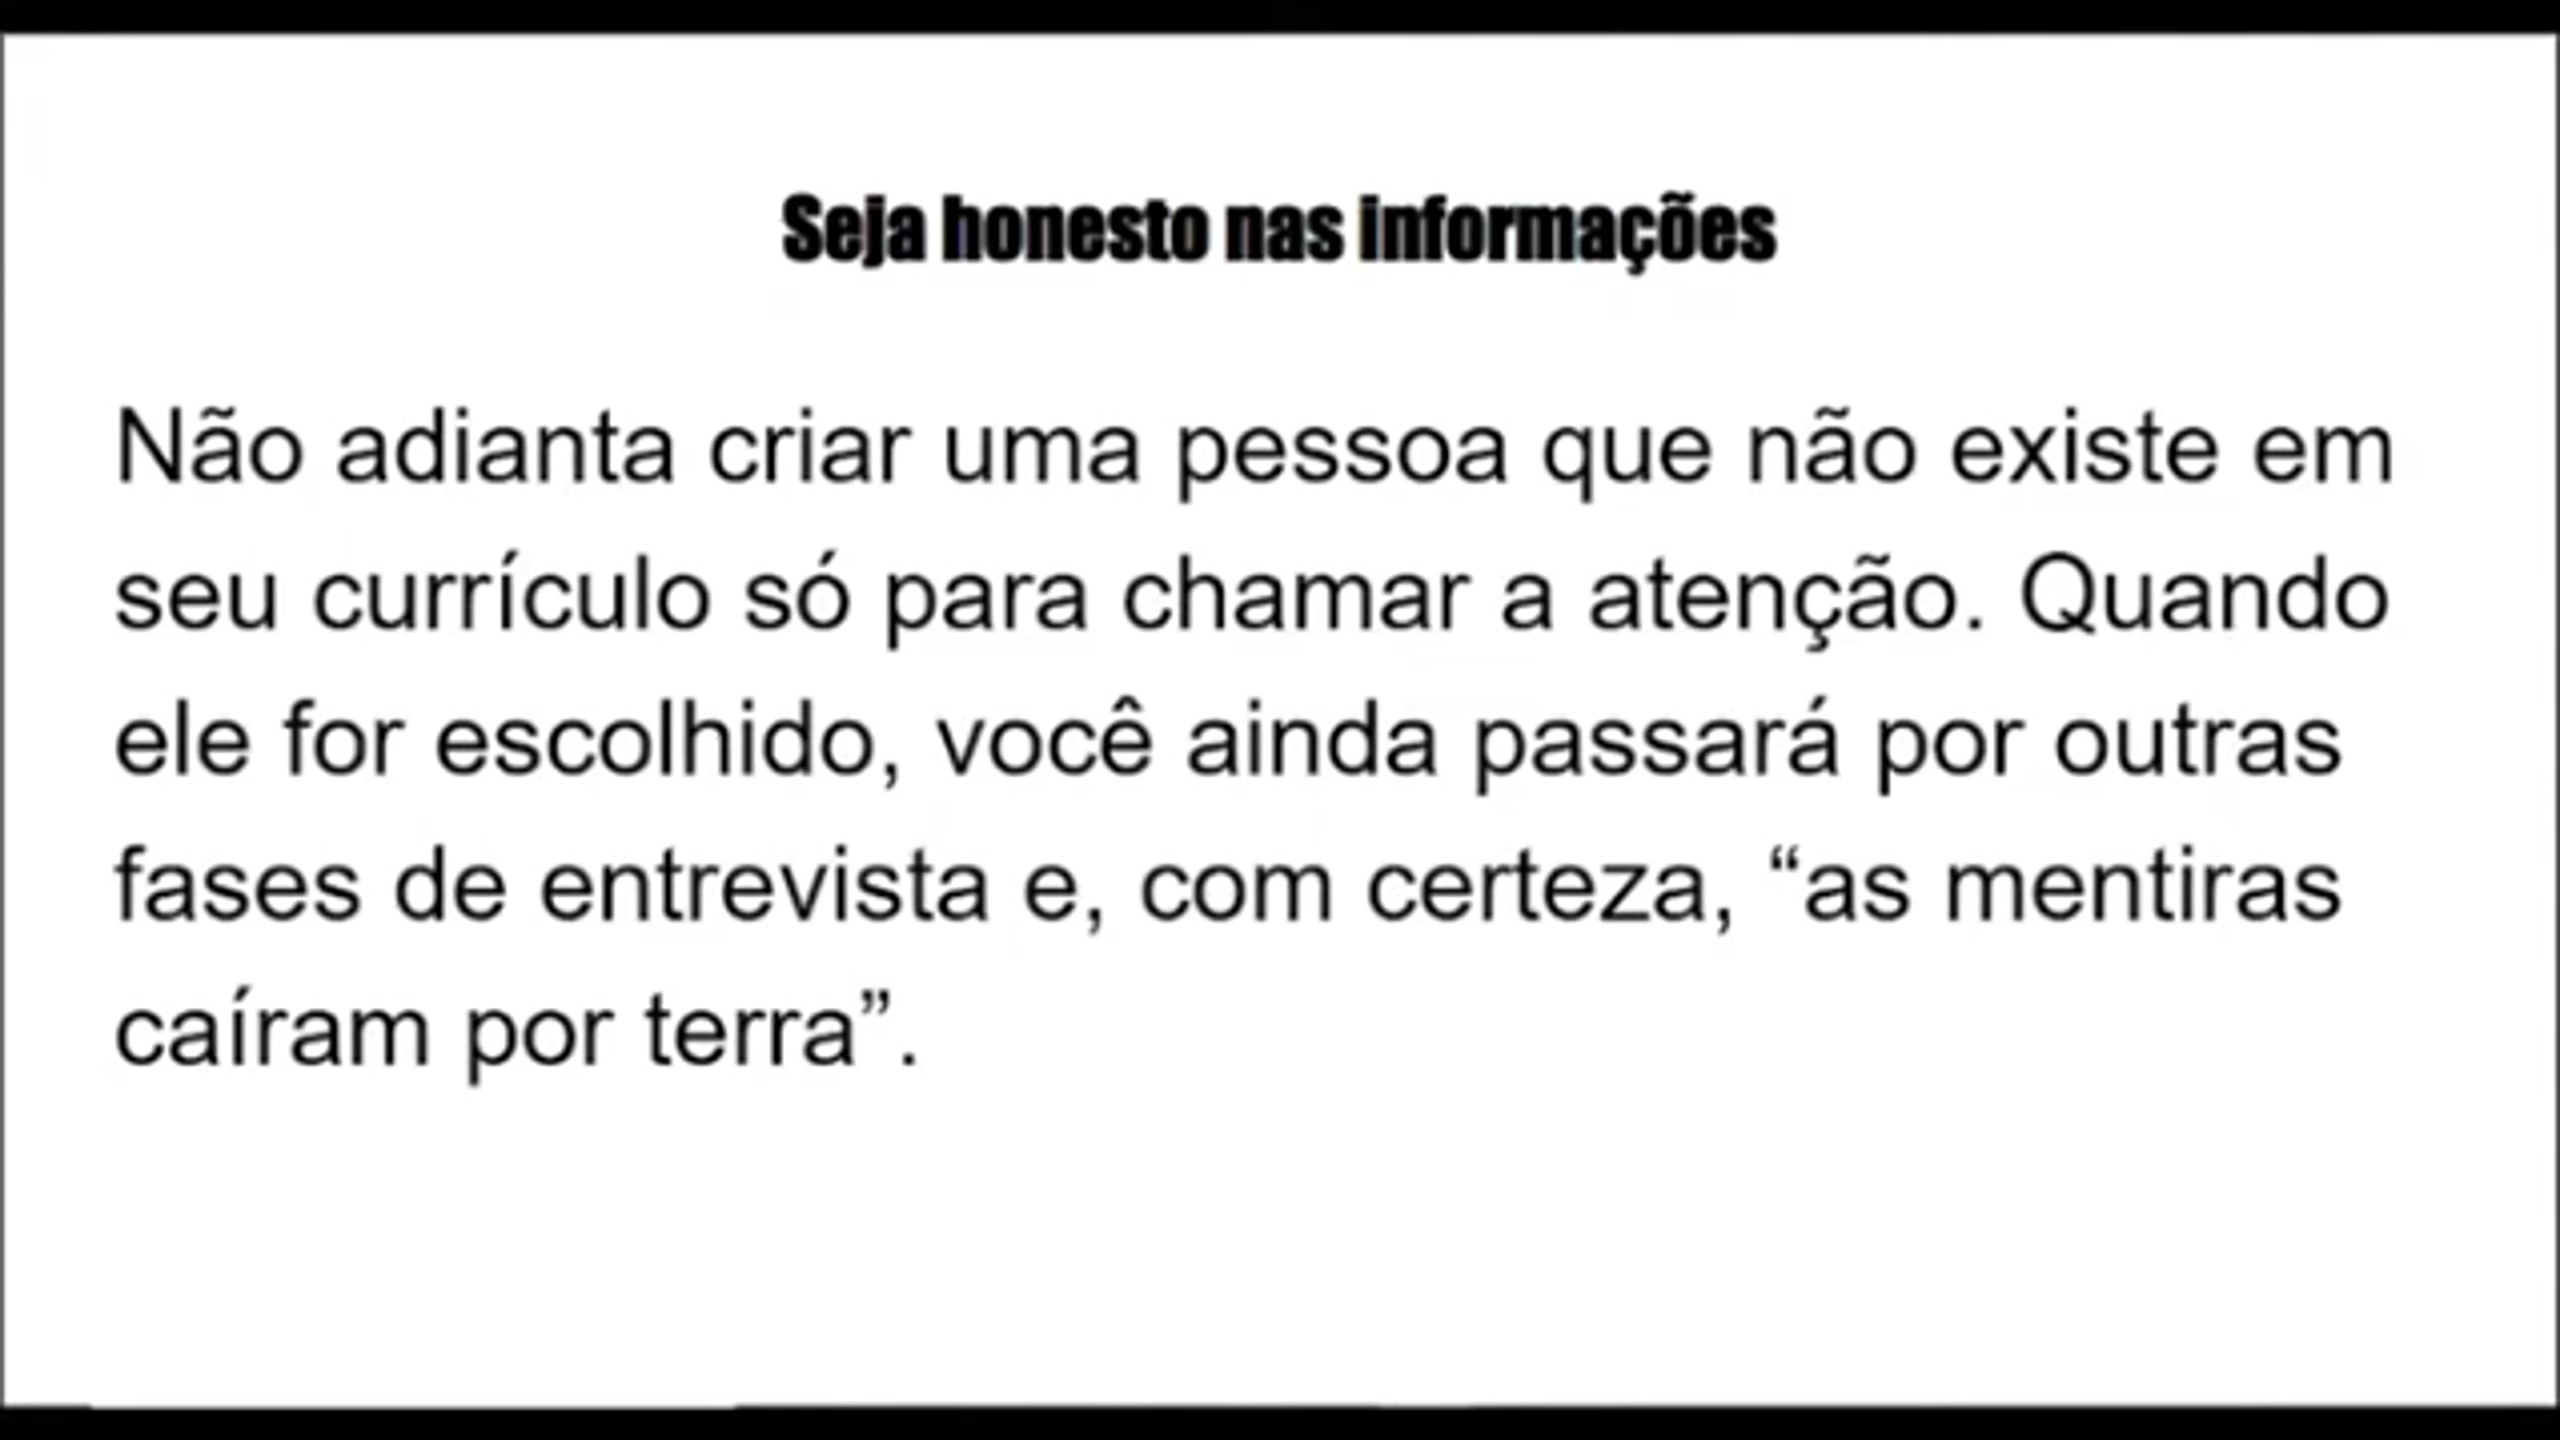 Seja honesto nas informações
Não adianta criar uma pessoa que não existe em
seu currículo só para chamar a atenção. Quando
ele for escolhido, você ainda passará por outras
fases de entrevista e, com certeza, “as mentiras
caíram por terra”.